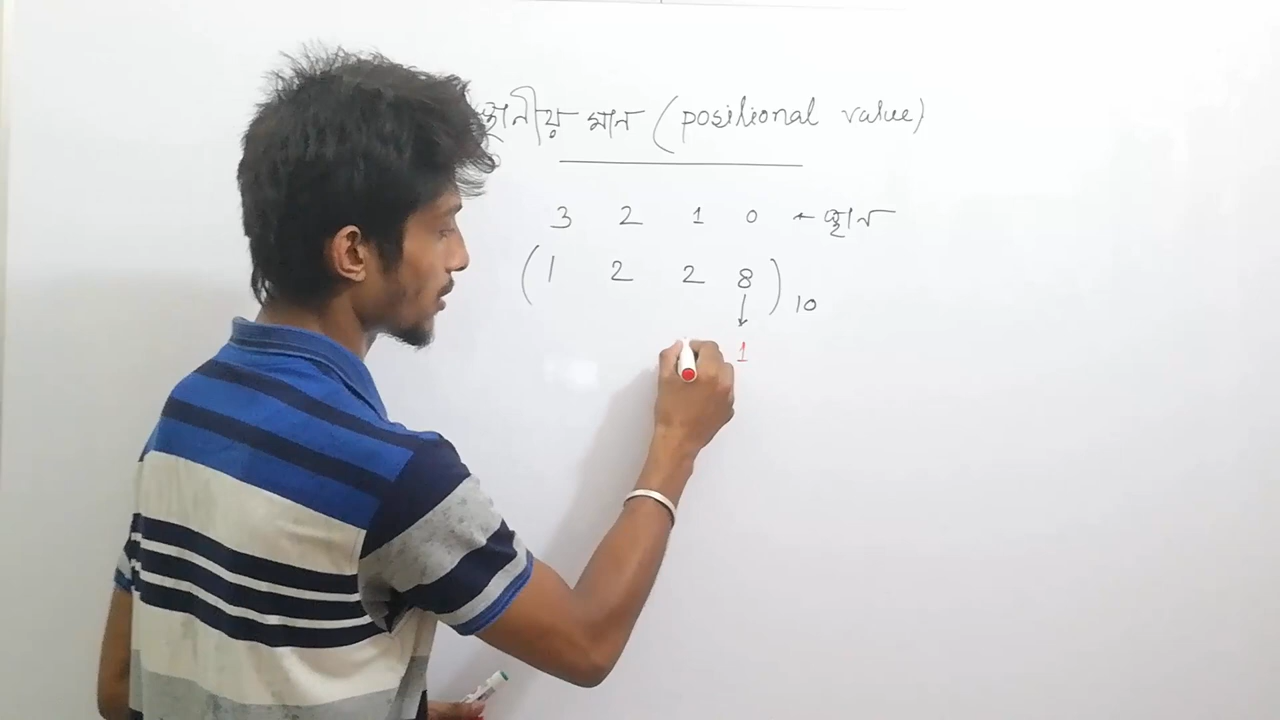 স্থানীয় মান (positional value)
3 2 1 0 ← স্থান
(1 2 2 8)10
↓
1